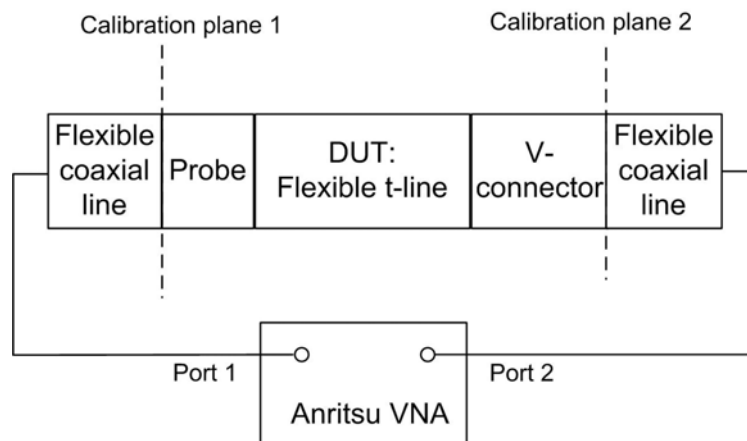 Calibration plane 1
Calibration plane 2
Flexible
coaxial
line
Probe
DUT:
Flexible t-line
V-
connector
Flexible
coaxial
line
Port 1
Port 2
Anritsu VNA